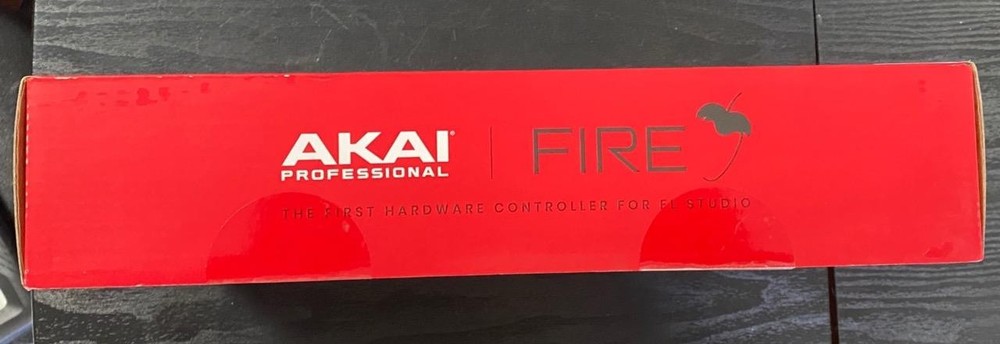 AKAI
PROFESSIONAL
FIRE
THE FIRST HARDWARE CONTROLLER FOR FL STUDIO